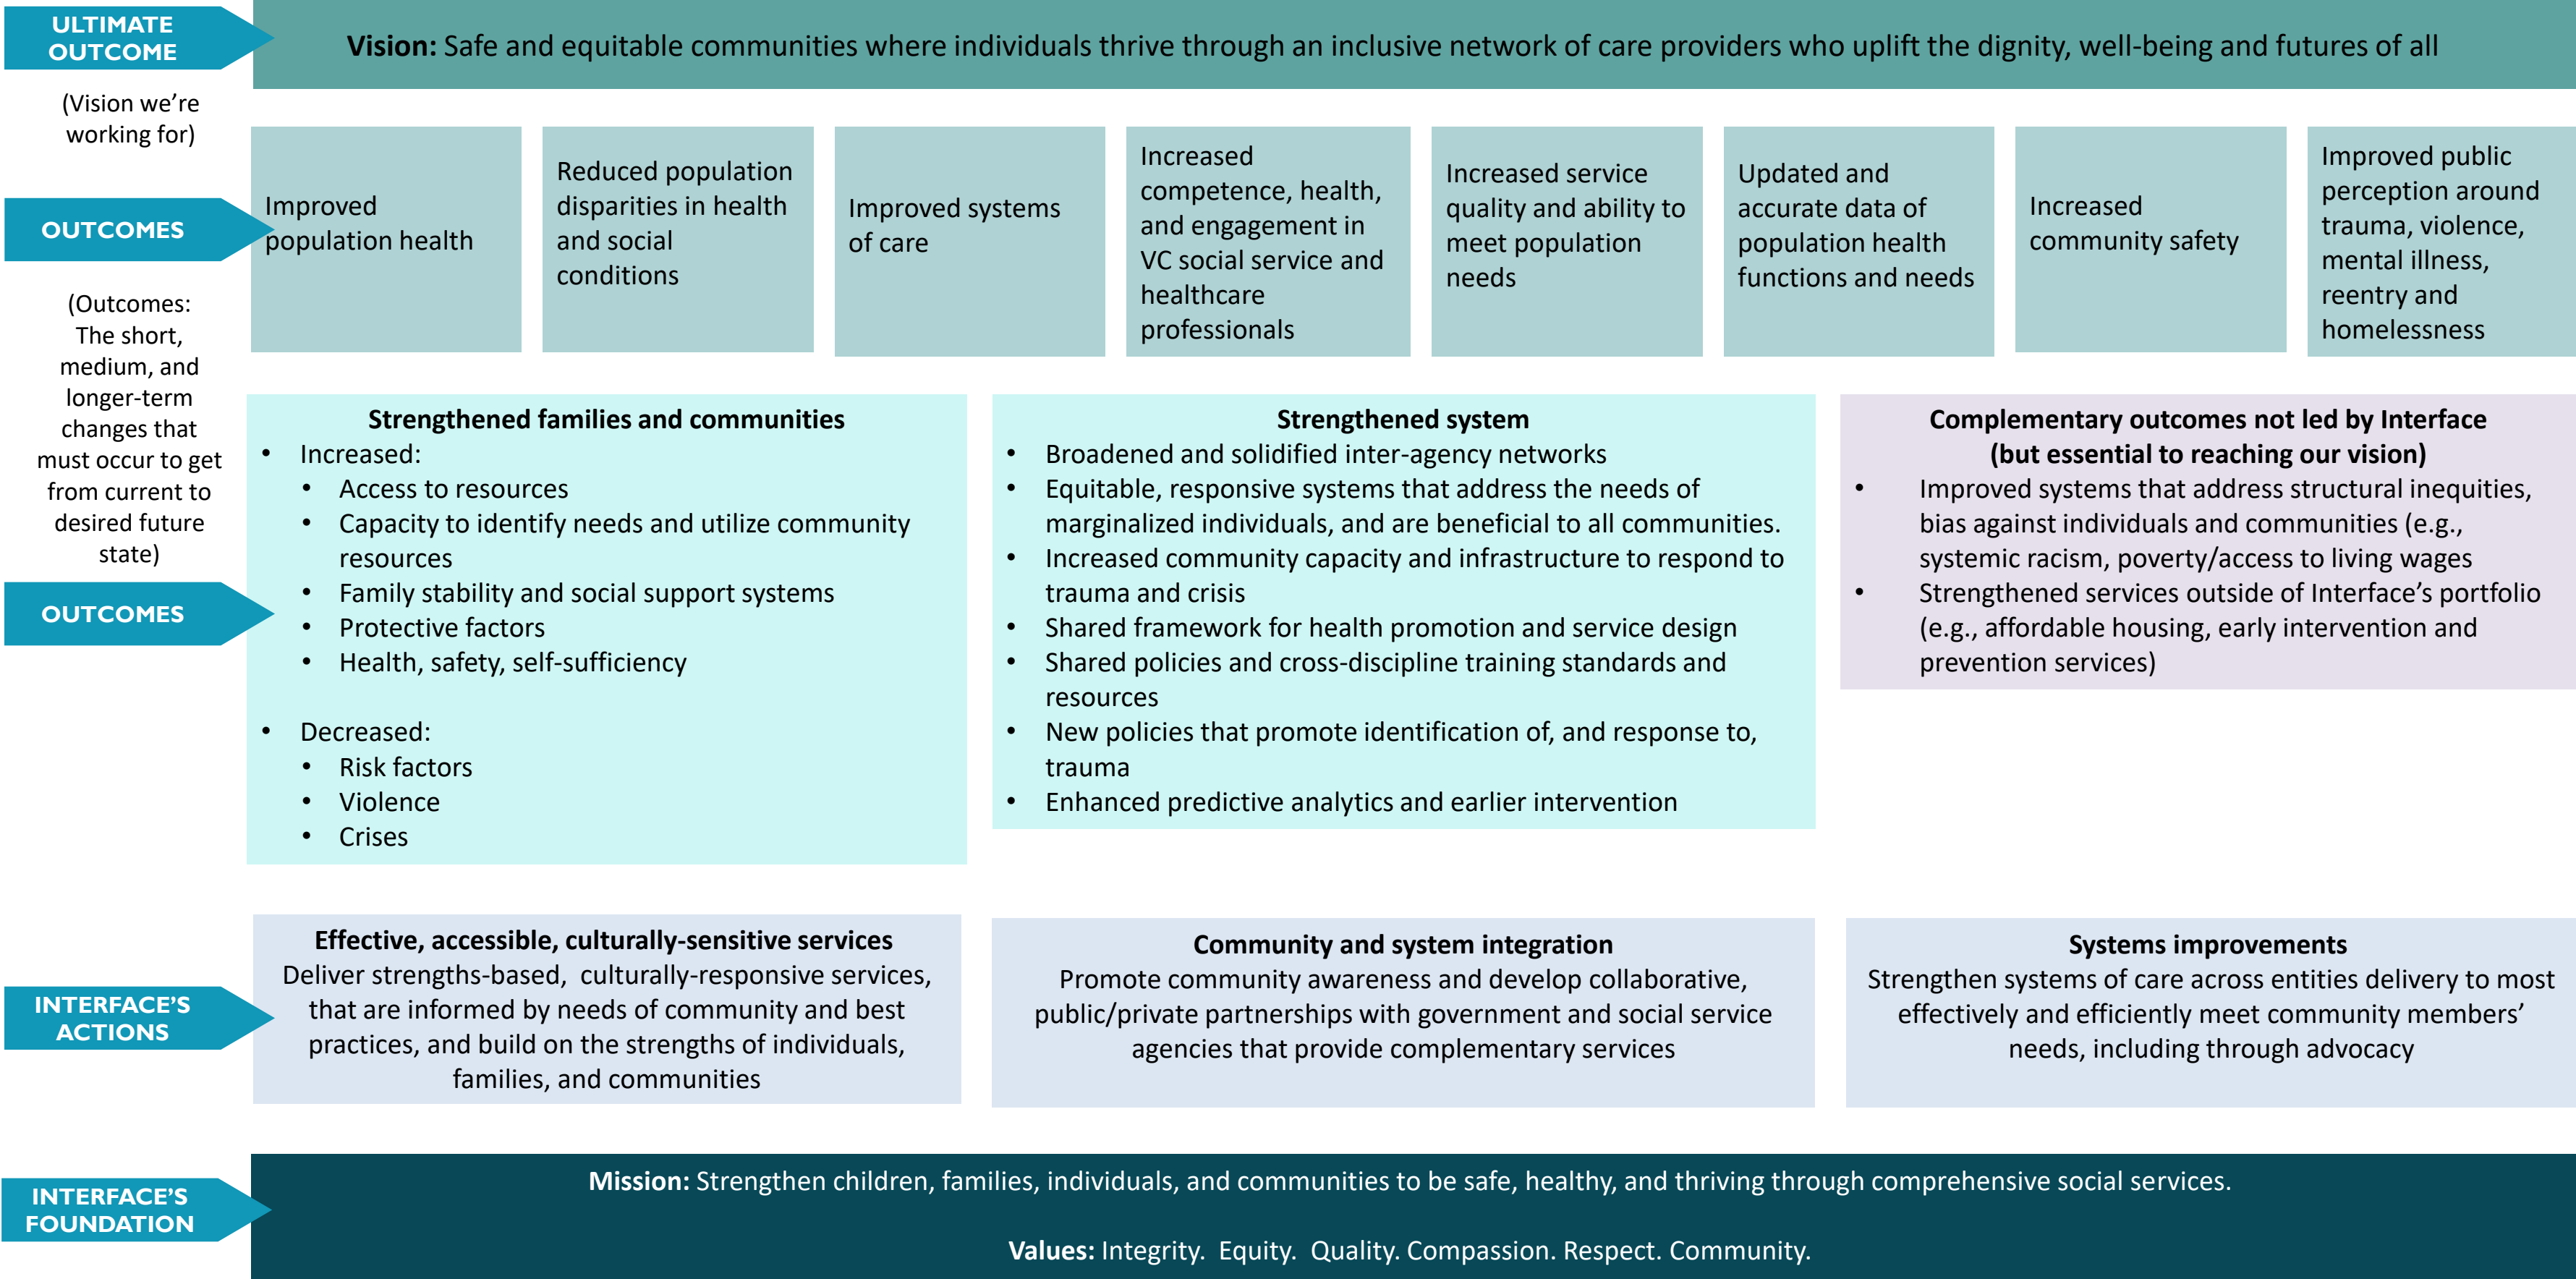 ULTIMATE
OUTCOME
Vision: Safe and equitable communities where individuals thrive through an inclusive network of care providers who uplift the dignity, well-being and futures of all
(Vision we're
working for)
OUTCOMES
Improved
population health
Reduced population
disparities in health
and social
conditions
Improved systems
of care
Increased
competence, health,
and engagement in
VC social service and
healthcare
professionals
Increased service
quality and ability to
meet population
needs
Updated and
accurate data of
population health
functions and needs
Increased
community safety
Improved public
perception around
trauma, violence,
mental illness,
reentry and
homelessness
(Outcomes:
The short,
medium, and
longer-term
changes that
must occur to get
from current to
desired future
state)
OUTCOMES
Strengthened families and communities
• Increased:
• Access to resources
• Capacity to identify needs and utilize community
resources
• Family stability and social support systems
• Protective factors
• Health, safety, self-sufficiency
• Decreased:
• Risk factors
• Violence
• Crises
Strengthened system
• Broadened and solidified inter-agency networks
• Equitable, responsive systems that address the needs of
marginalized individuals, and are beneficial to all communities.
• Increased community capacity and infrastructure to respond to
trauma and crisis
• Shared framework for health promotion and service design
• Shared policies and cross-discipline training standards and
resources
• New policies that promote identification of, and response to,
trauma
• Enhanced predictive analytics and earlier intervention
Complementary outcomes not led by Interface
(but essential to reaching our vision)
• Improved systems that address structural inequities,
bias against individuals and communities (e.g.,
systemic racism, poverty/access to living wages
• Strengthened services outside of Interface's portfolio
(e.g., affordable housing, early intervention and
prevention services)
INTERFACE'S
ACTIONS
Effective, accessible, culturally-sensitive services
Deliver strengths-based, culturally-responsive services,
that are informed by needs of community and best
practices, and build on the strengths of individuals,
families, and communities
Community and system integration
Promote community awareness and develop collaborative,
public/private partnerships with government and social service
agencies that provide complementary services
Systems improvements
Strengthen systems of care across entities delivery to most
effectively and efficiently meet community members'
needs, including through advocacy
INTERFACE'S
FOUNDATION
Mission: Strengthen children, families, individuals, and communities to be safe, healthy, and thriving through comprehensive social services.
Values: Integrity. Equity. Quality. Compassion. Respect. Community.